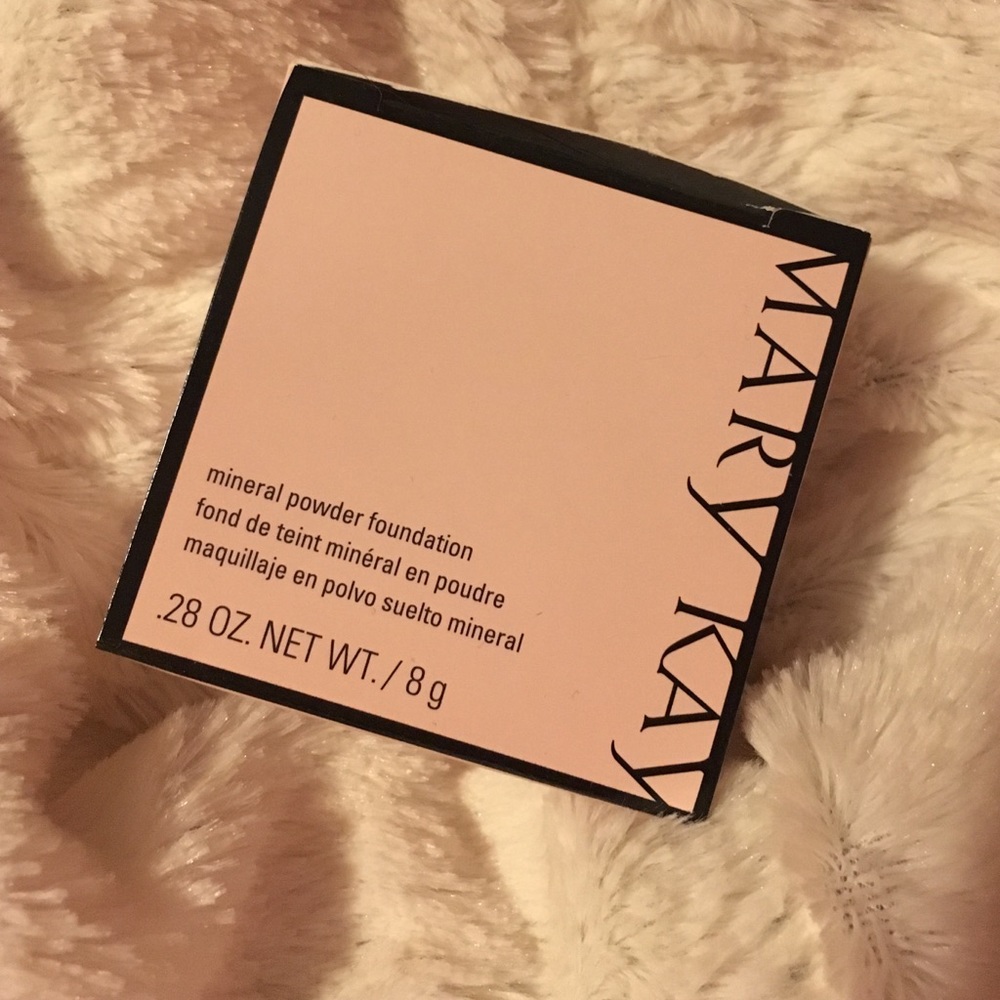 MARY KAY
mineral powder foundation
fond de teint minéral en poudre
maquillaje en polvo suelto mineral
.28 OZ. NET WT. / 8 g